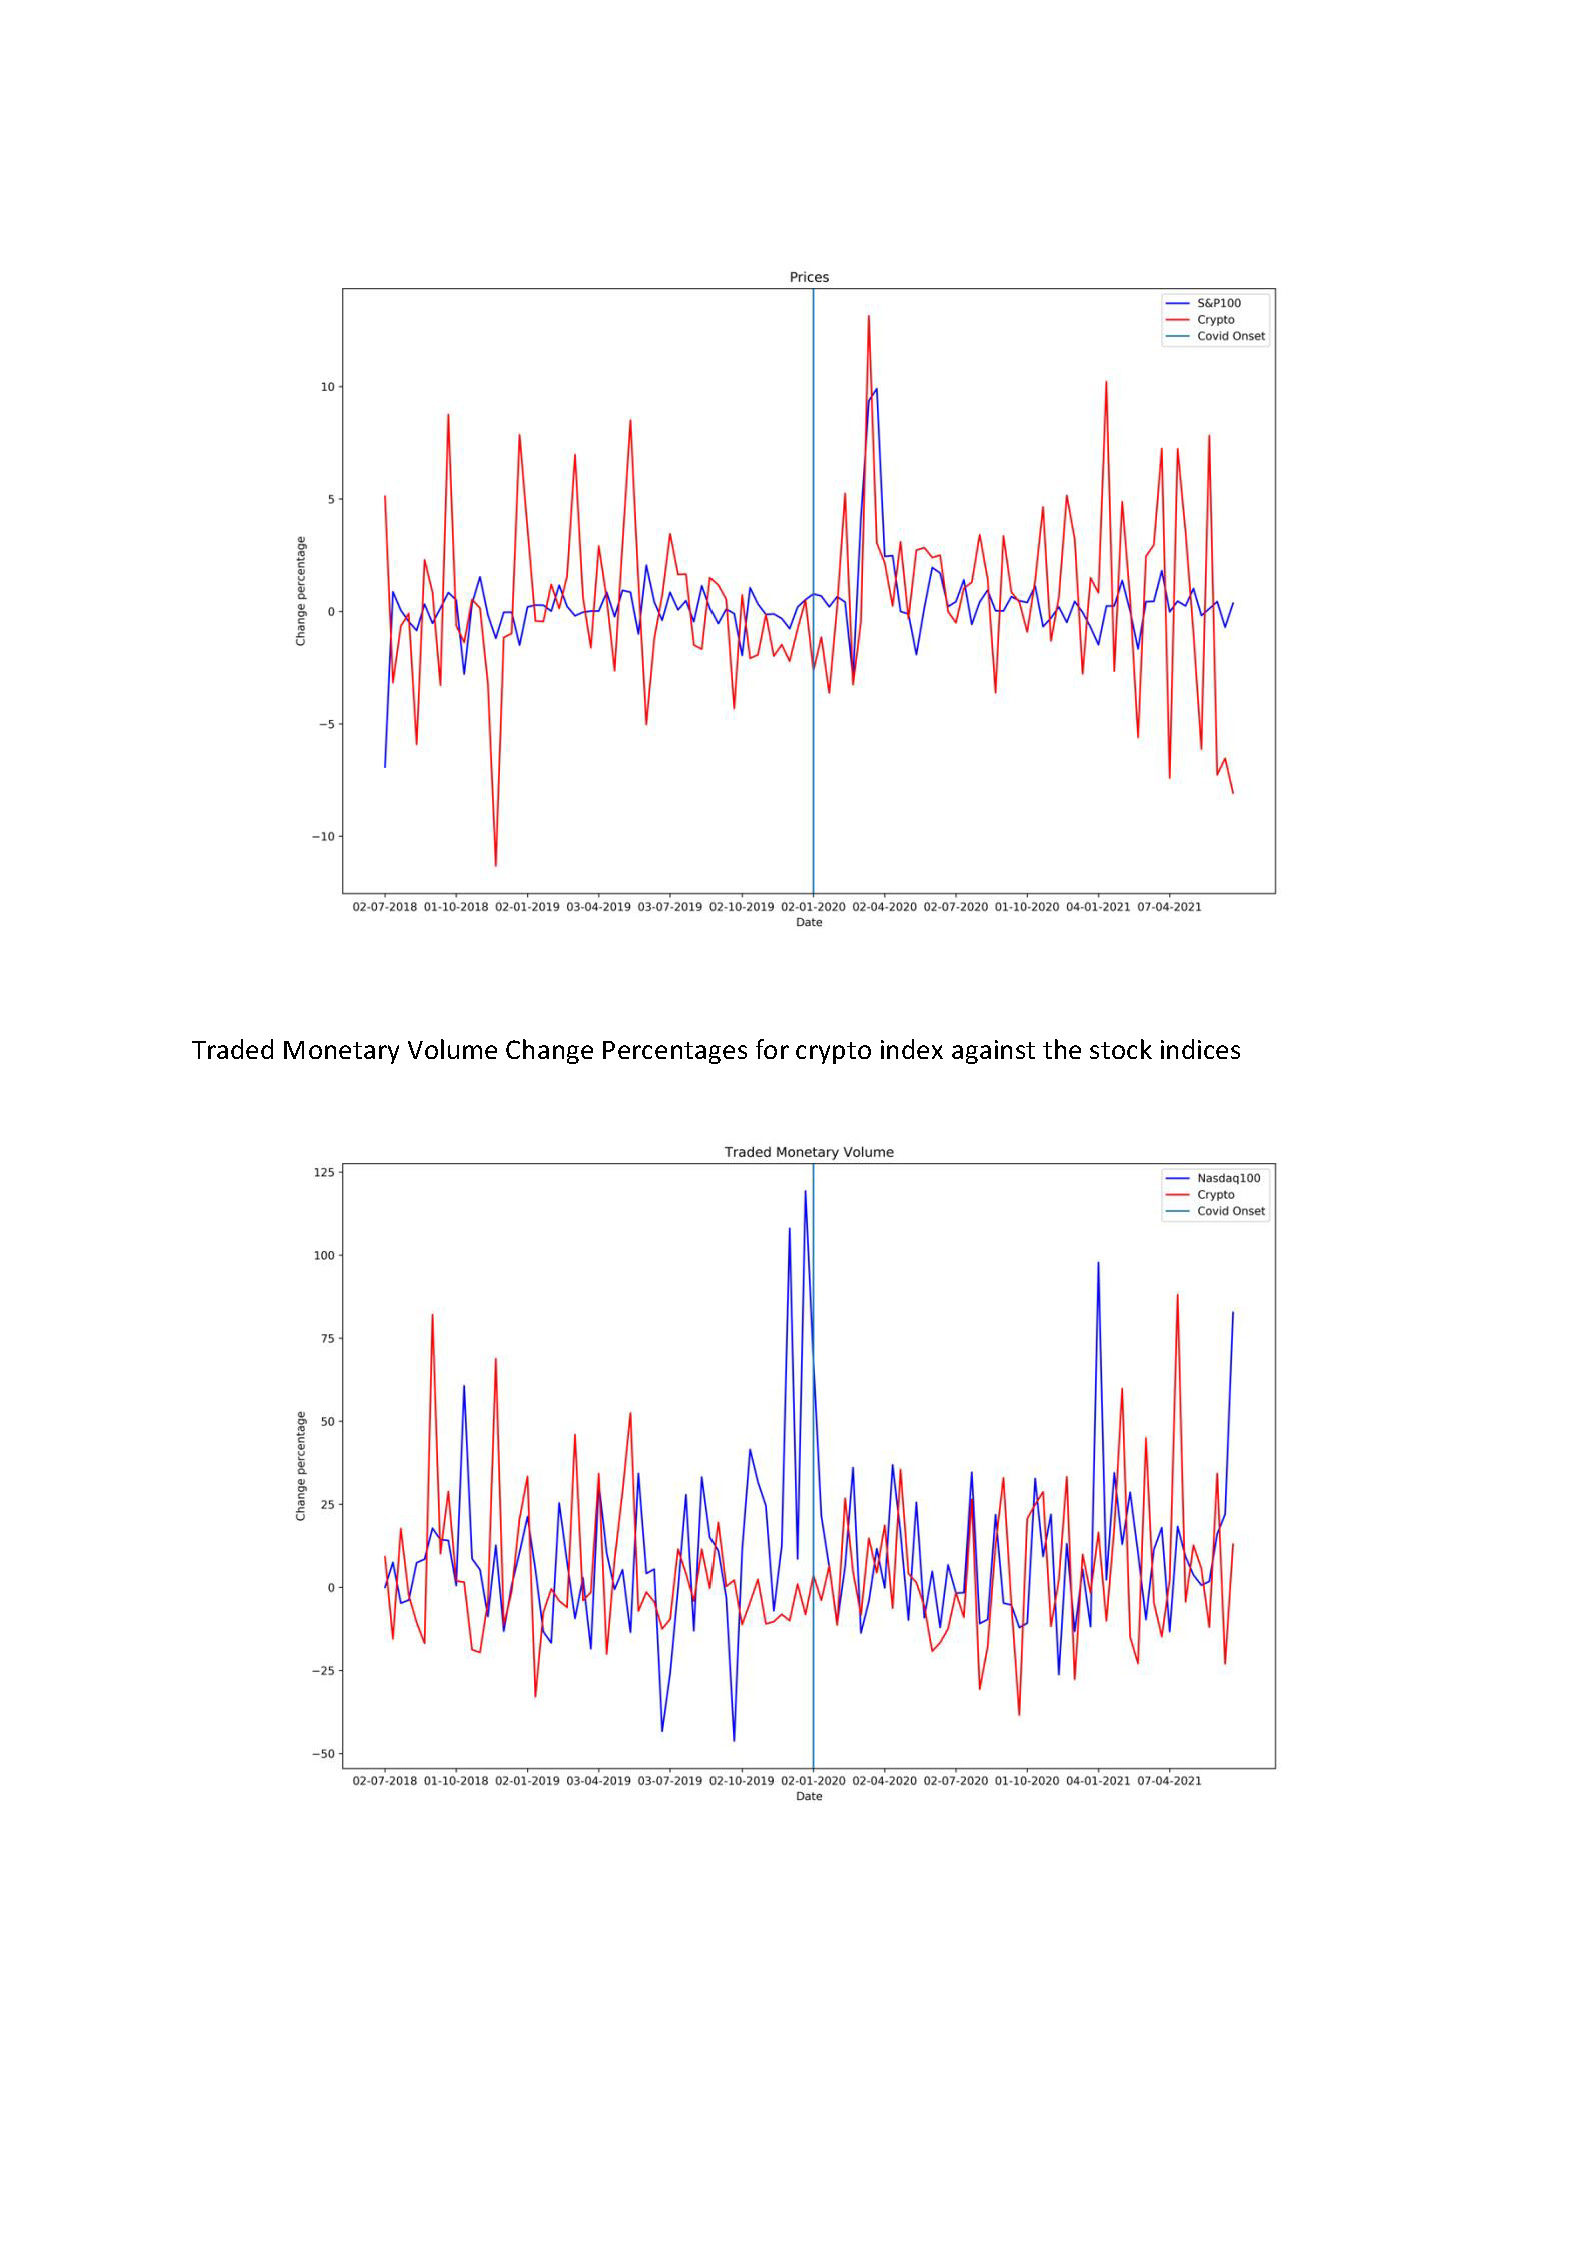 Prices
S&P100
Crypto
Covid Onset
10
5
0
−5
−10
Change percentage
02-07-2018 01-10-2018 02-01-2019 03-04-2019 03-07-2019 02-10-2019 02-01-2020 02-04-2020 02-07-2020 01-10-2020 04-01-2021 07-04-2021
Date
Traded Monetary Volume Change Percentages for crypto index against the stock indices
Traded Monetary Volume
Nasdaq100
Crypto
Covid Onset
125
100
75
50
25
0
−25
−50
Change percentage
02-07-2018 01-10-2018 02-01-2019 03-04-2019 03-07-2019 02-10-2019 02-01-2020 02-04-2020 02-07-2020 01-10-2020 04-01-2021 07-04-2021
Date